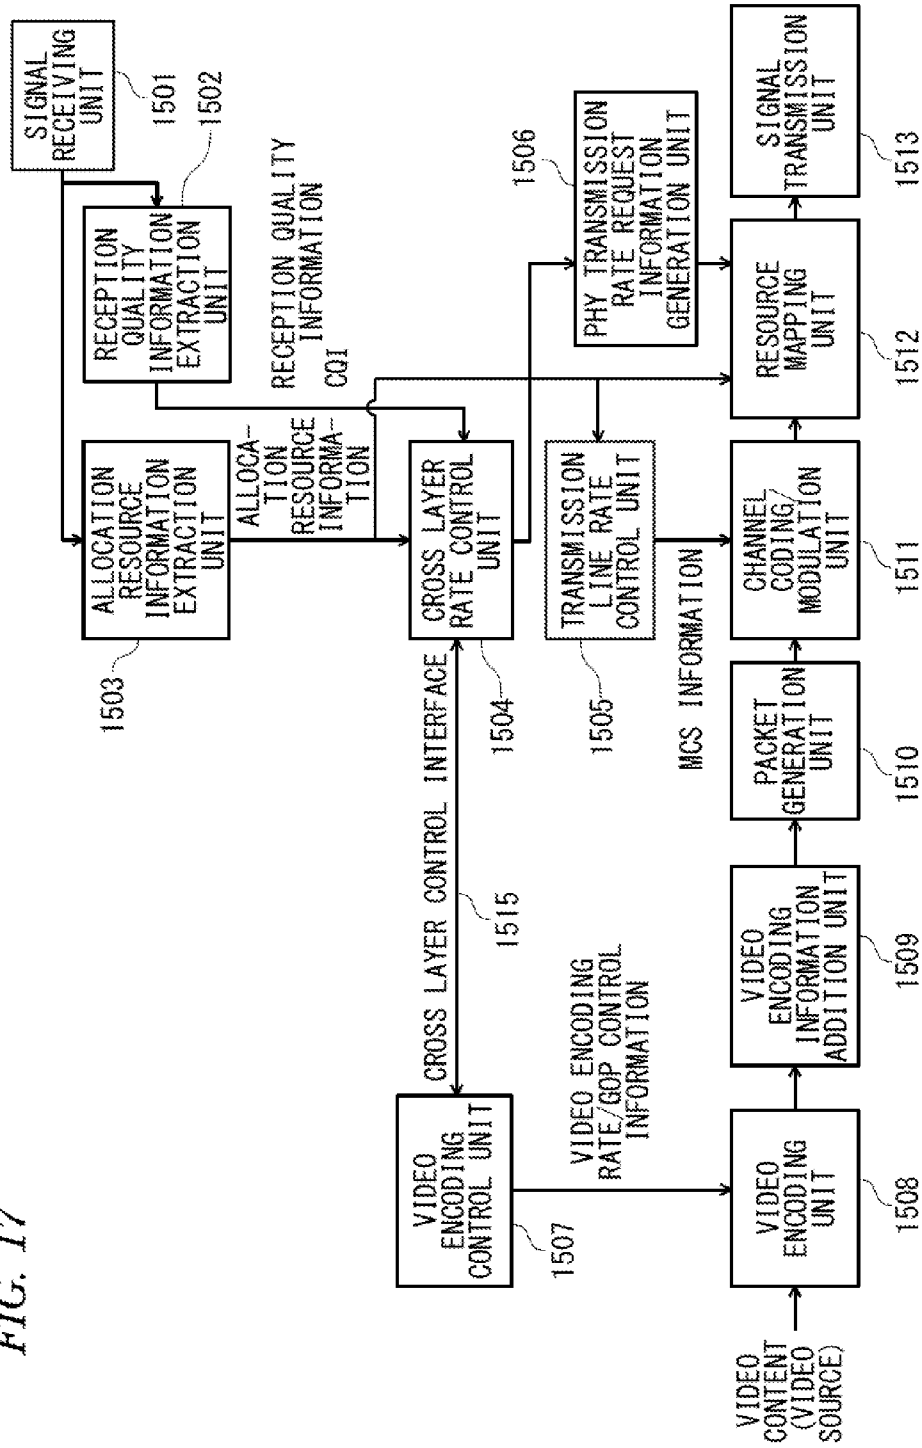 FIG. 17
SIGNAL
RECEIVING
UNIT
1501
RECEPTION
QUALITY
INFORMATION
EXTRACTION
UNIT
1502
ALLOCATION
RESOURCE
INFORMATION
EXTRACTION
UNIT
1503
RECEPTION QUALITY
INFORMATION
CQI
ALLOCA-
TION
RESOURCE
INFORMA-
TION
CROSS LAYER
RATE CONTROL
UNIT
1504
CROSS LAYER CONTROL INTERFACE
1515
VIDEO
ENCODING
CONTROL UNIT
1507
PHY TRANSMISSION
RATE REQUEST
INFORMATION
GENERATION UNIT
1506
TRANSMISSION
LINE RATE
CONTROL UNIT
1505
MCS INFORMATION
VIDEO ENCODING
RATE/GOP CONTROL
INFORMATION
VIDEO
CONTENT
(VIDEO
SOURCE)
VIDEO
ENCODING
UNIT
1508
VIDEO
ENCODING
INFORMATION
ADDITION UNIT
1509
PACKET
GENERATION
UNIT
1510
CHANNEL
CODING/
MODULATION
UNIT
1511
RESOURCE
MAPPING
UNIT
1512
SIGNAL
TRANSMISSION
UNIT
1513